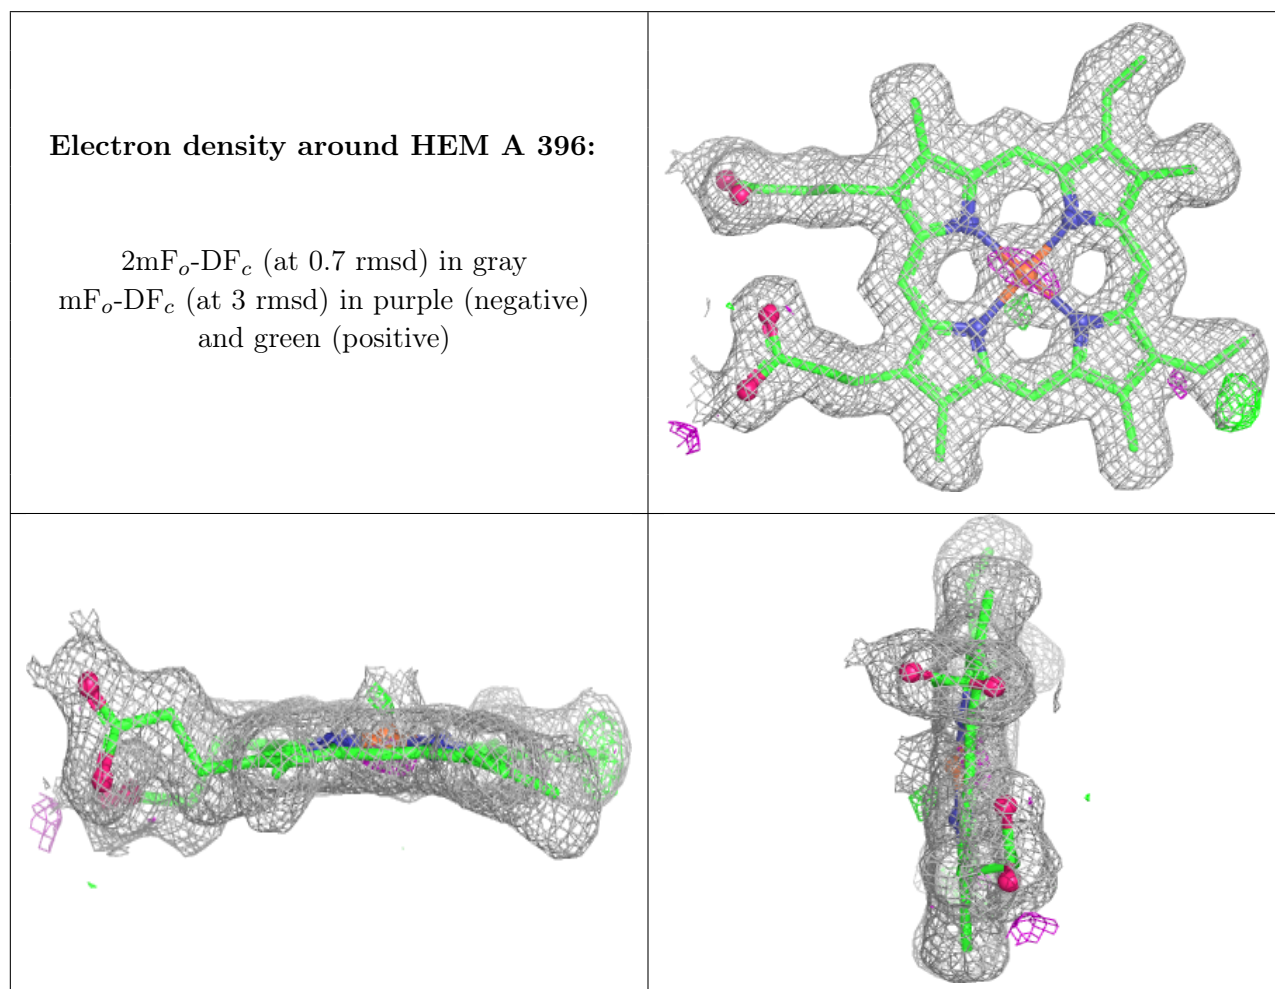 Electron density around HEM A 396:
2mFₒ-DF𝒸 (at 0.7 rmsd) in gray
mFₒ-DF𝒸 (at 3 rmsd) in purple (negative)
and green (positive)